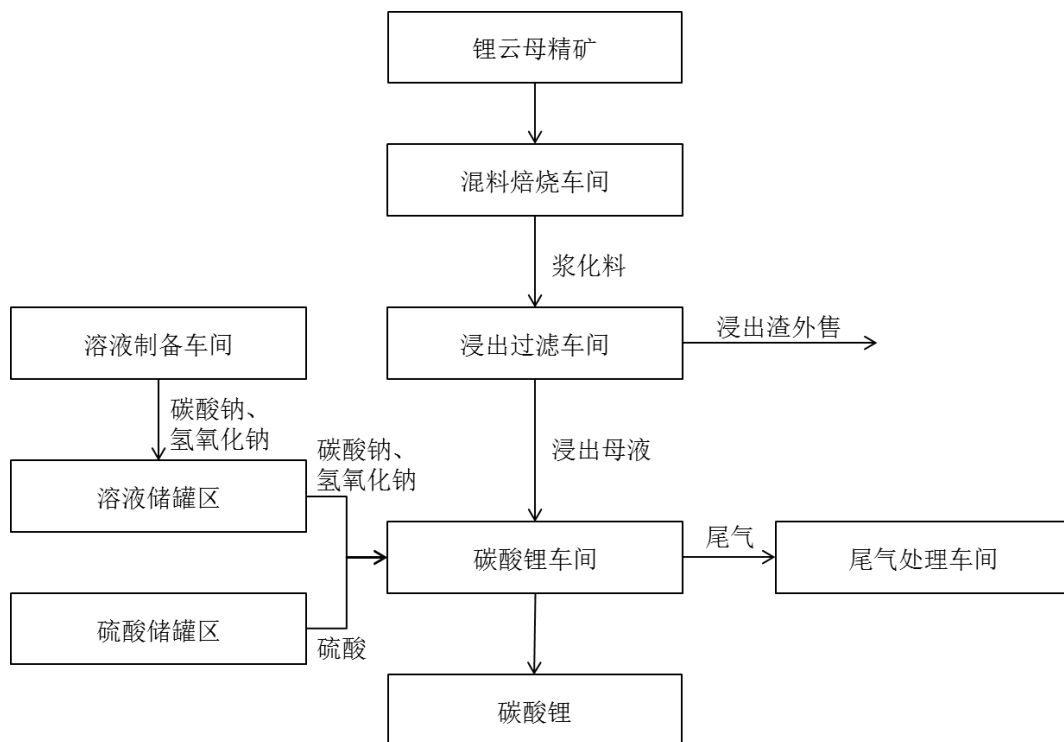 锂云母精矿
混料焙烧车间
浆化料
溶液制备车间
浸出过滤车间
浸出渣外售
碳酸钠、
氢氧化钠
碳酸钠、
氢氧化钠
浸出母液
溶液储罐区
碳酸锂车间
尾气
尾气处理车间
硫酸储罐区
硫酸
碳酸锂